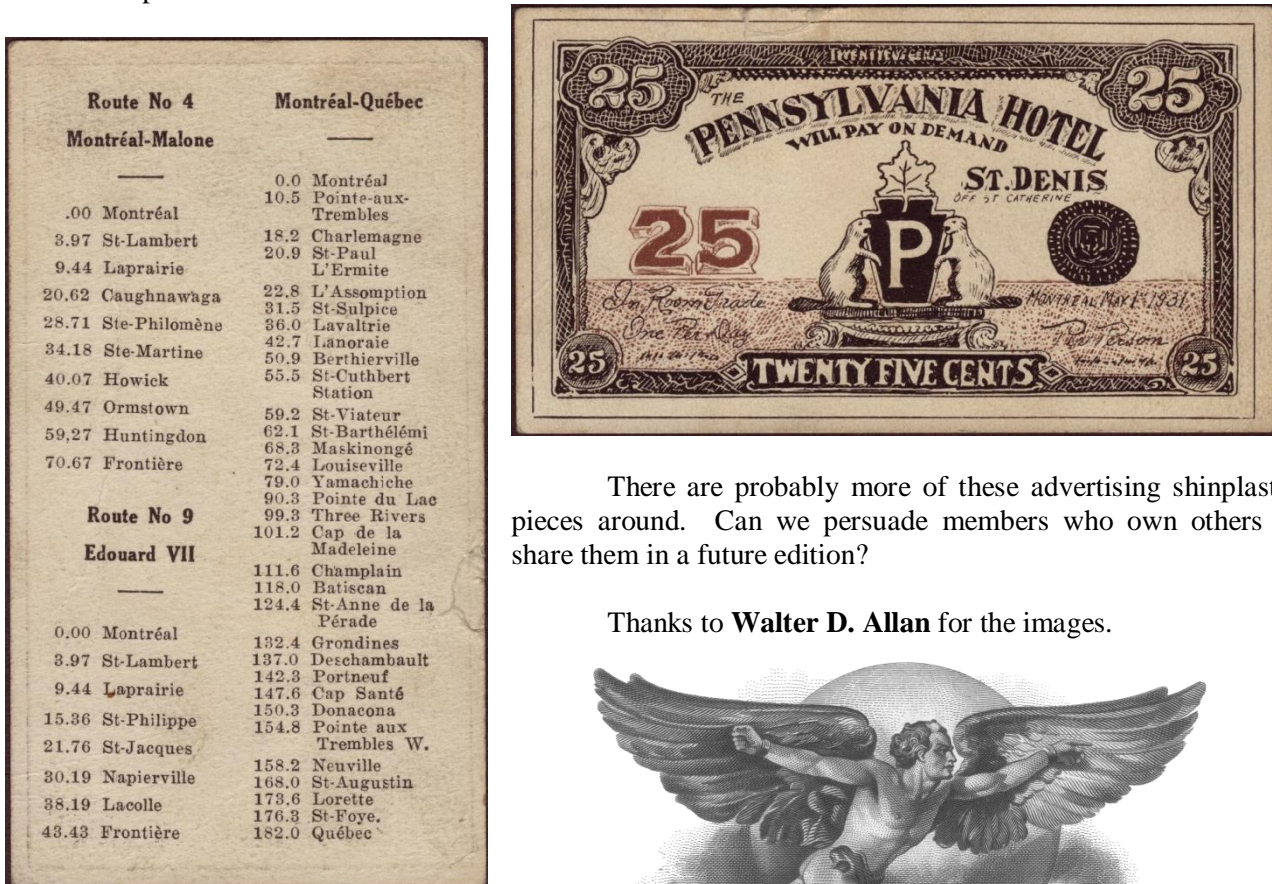 Route No 4
Montréal-Malone
.00 Montréal
3.97 St-Lambert
9.44 Laprairie
20.62 Caughnawaga
28.71 Ste-Philomène
34.18 Ste-Martine
40.07 Howick
49.47 Ormstown
59,27 Huntingdon
70.67 Frontière
Route No 9
Edouard VII
0.00 Montréal
3.97 St-Lambert
9.44 Laprairie
15.36 St-Philippe
21.76 St-Jacques
30.19 Napierville
38.19 Lacolle
43.43 Frontière
Montréal-Québec
0.0 Montréal
10.5 Pointe-aux-
Trembles
18.2 Charlemagne
20.9 St-Paul
L'Ermite
22.8 L'Assomption
31.5 St-Sulpice
36.0 Lavaltrie
42.7 Lanoraie
50.9 Berthierville
55.5 St-Cuthbert
Station
59.2 St-Viateur
62.1 St-Barthélémi
68.3 Maskinongé
72.4 Louiseville
79.0 Yamachiche
90.3 Pointe du Lac
99.3 Three Rivers
101.2 Cap de la
Madeleine
111.6 Champlain
118.0 Batiscan
124.4 St-Anne de la
Pérade
132.4 Grondines
137.0 Deschambault
142.3 Portneuf
147.6 Cap Santé
150.3 Donacona
154.8 Pointe aux
Trembles W.
158.2 Neuville
168.0 St-Augustin
173.6 Lorette
176.3 St-Foye.
182.0 Québec
TWENTY FIVE CENTS
25 25
THE
PENNSYLVANIA HOTEL
WILL PAY ON DEMAND
ST. DENIS
OFF ST CATHERINE
25
P
In Room Trade
One Per Day
MONTREAL MAY 1 1931
Per Person
25 TWENTY FIVE CENTS 25
There are probably more of these advertising shinplast
pieces around. Can we persuade members who own others
share them in a future edition?
Thanks to Walter D. Allan for the images.